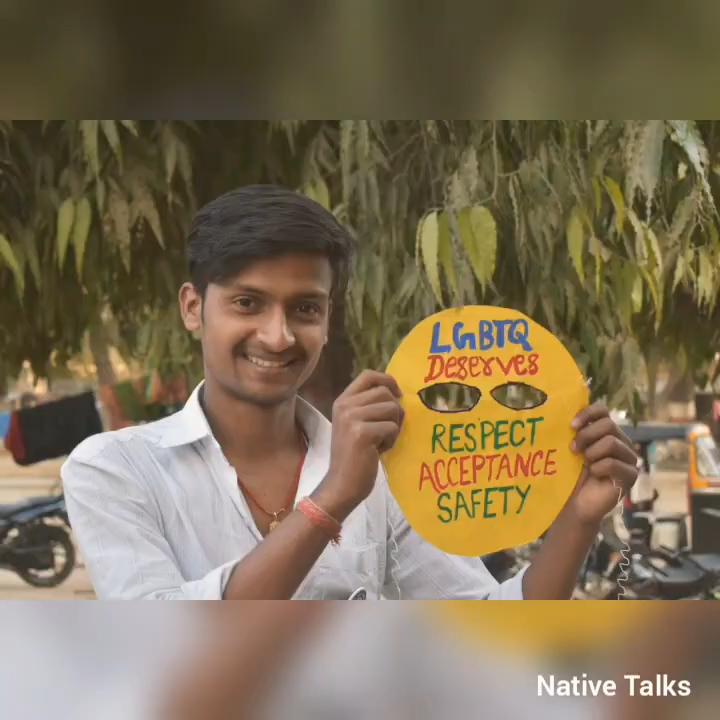 LGBTQ
Deserves
RESPECT
ACCEPTANCE
SAFETY
Native Talks